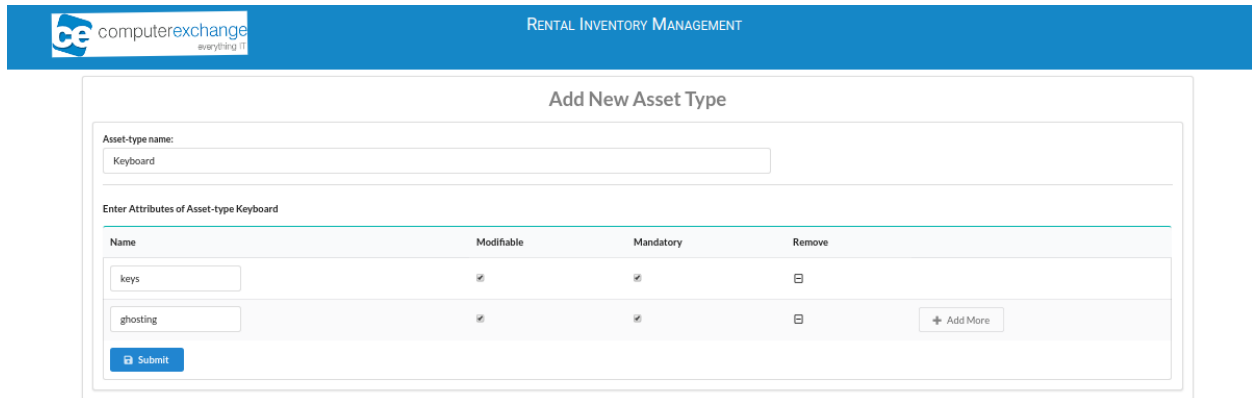 ce computerexchange
everything IT
RENTAL INVENTORY MANAGEMENT
Add New Asset Type
Asset-type name:
Keyboard
Enter Attributes of Asset-type Keyboard
Name Modifiable Mandatory Remove
keys
ghosting + Add More
Submit